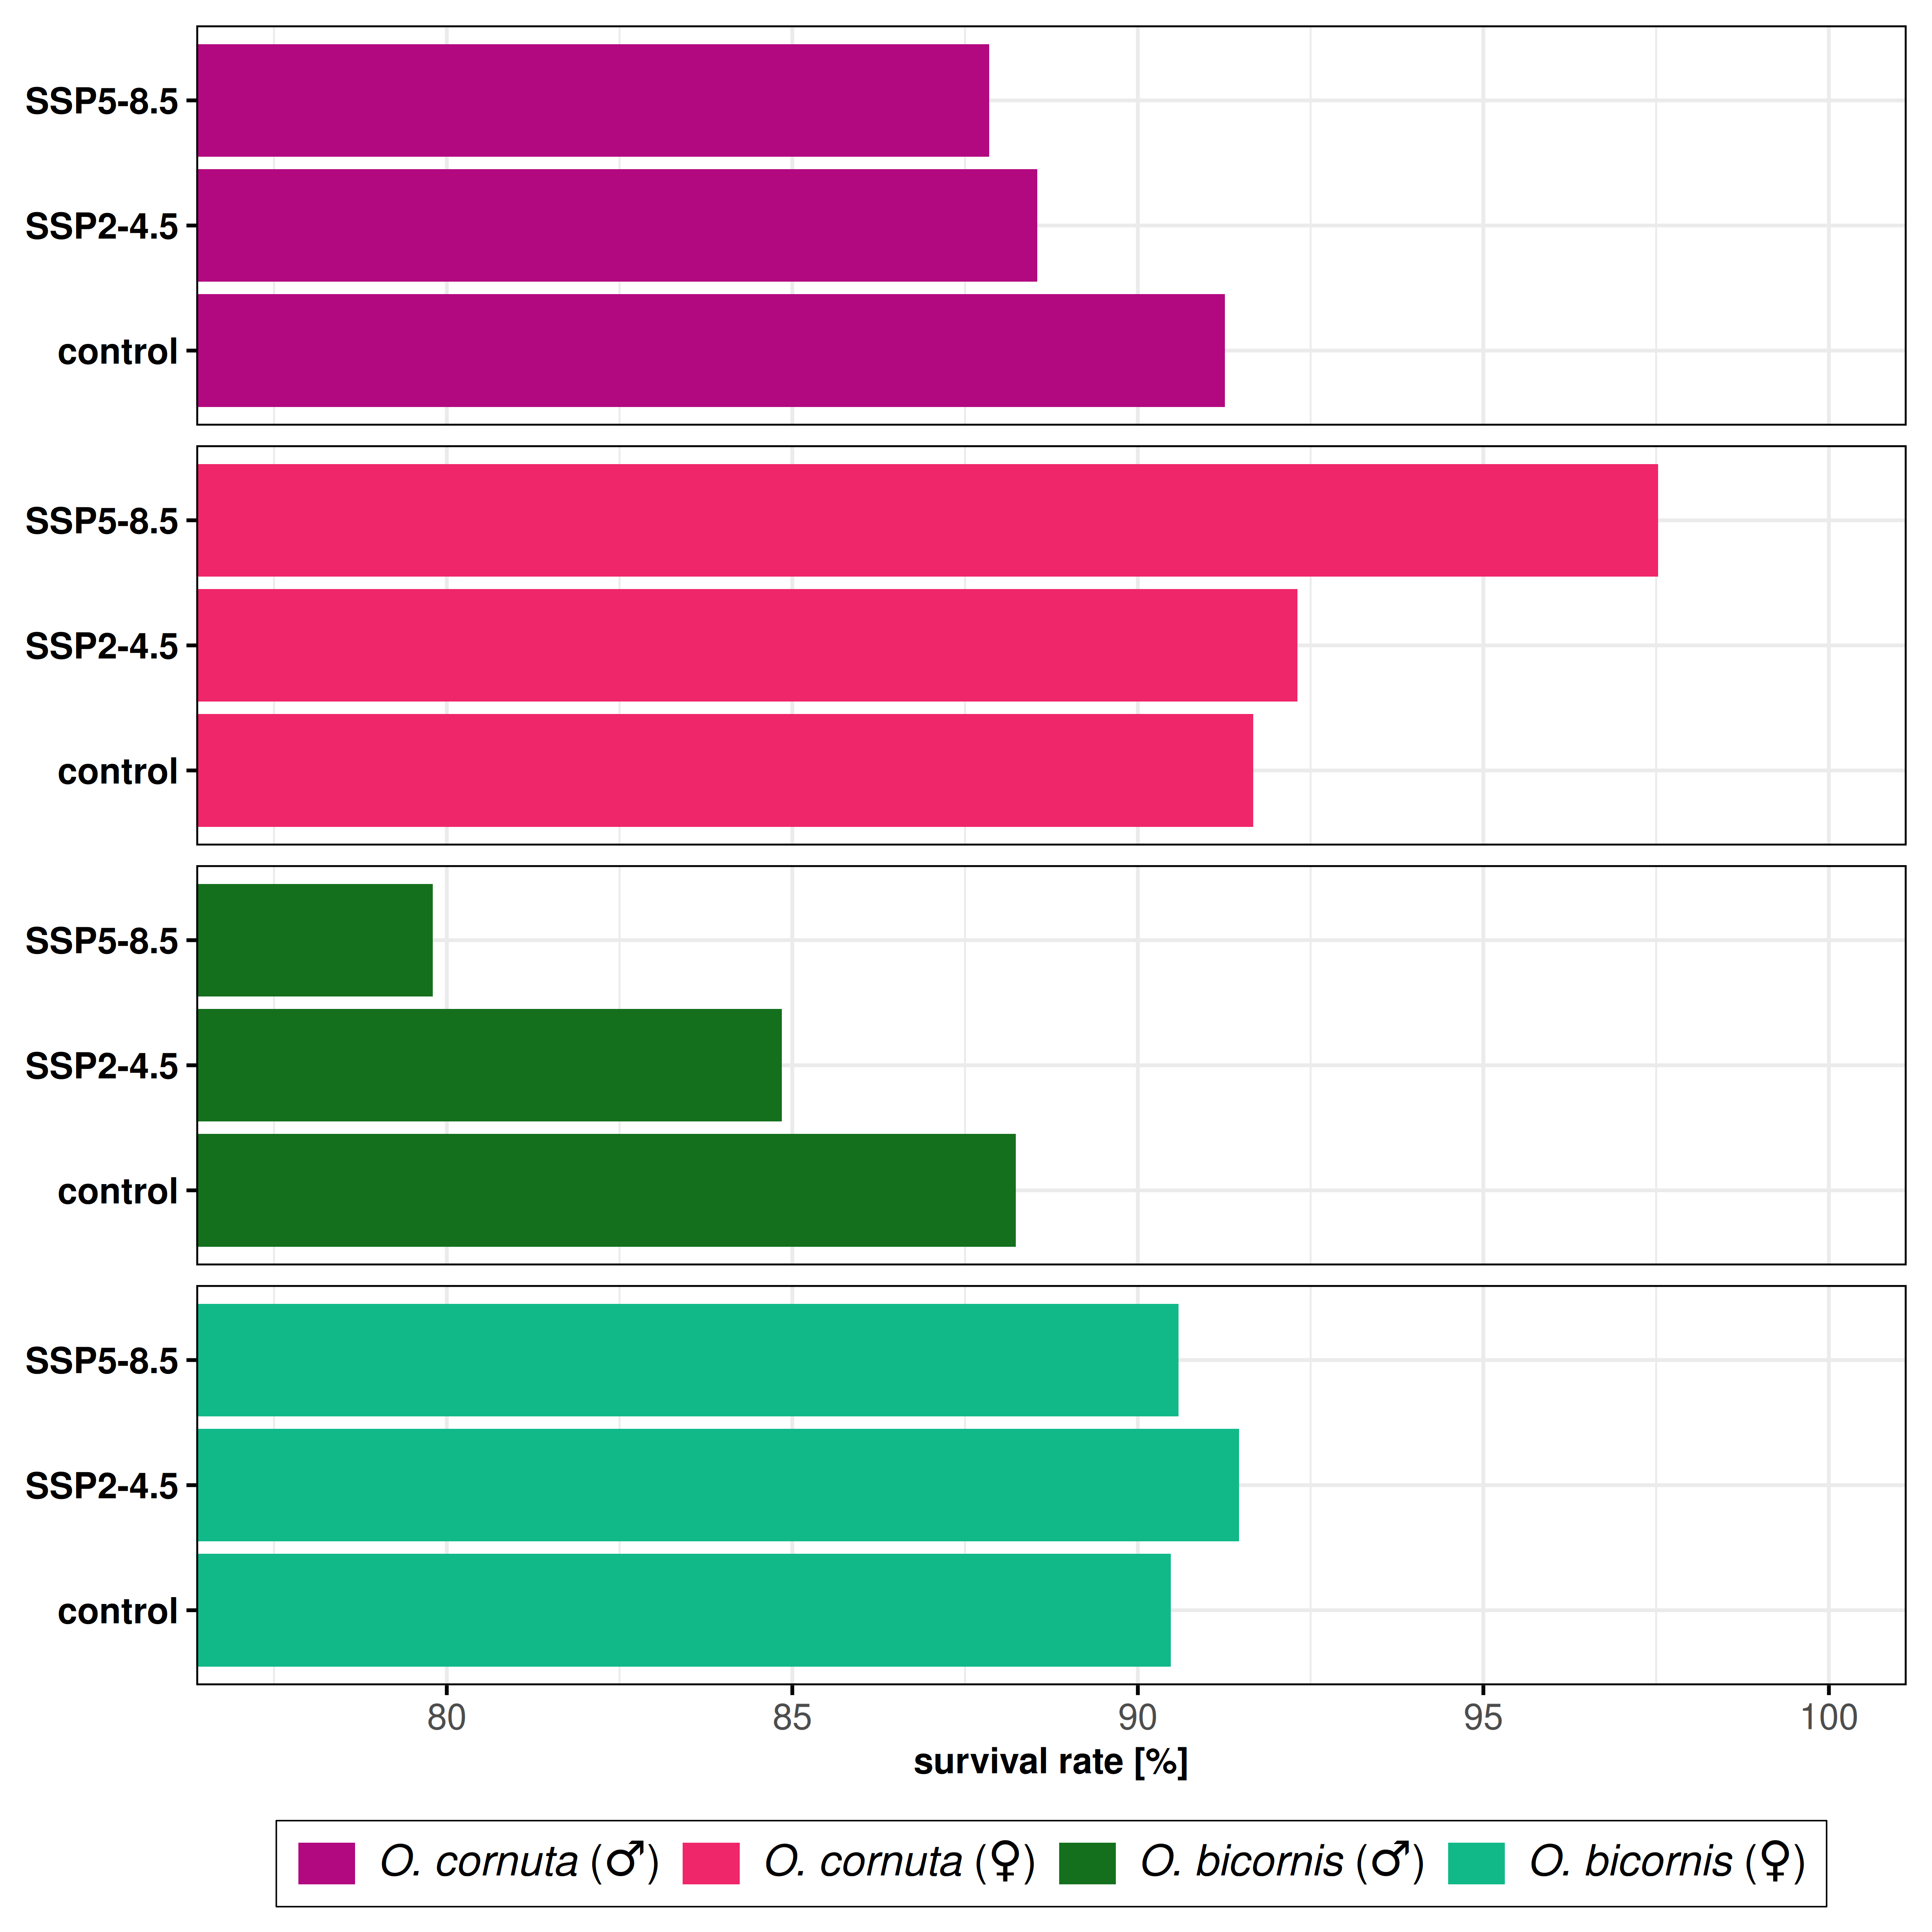 SSP5-8.5
SSP2-4.5
control
SSP5-8.5
SSP2-4.5
control
SSP5-8.5
SSP2-4.5
control
SSP5-8.5
SSP2-4.5
control
80 85 90 95 100
survival rate [%]
O. cornuta (♂) O. cornuta (♀) O. bicornis (♂) O. bicornis (♀)